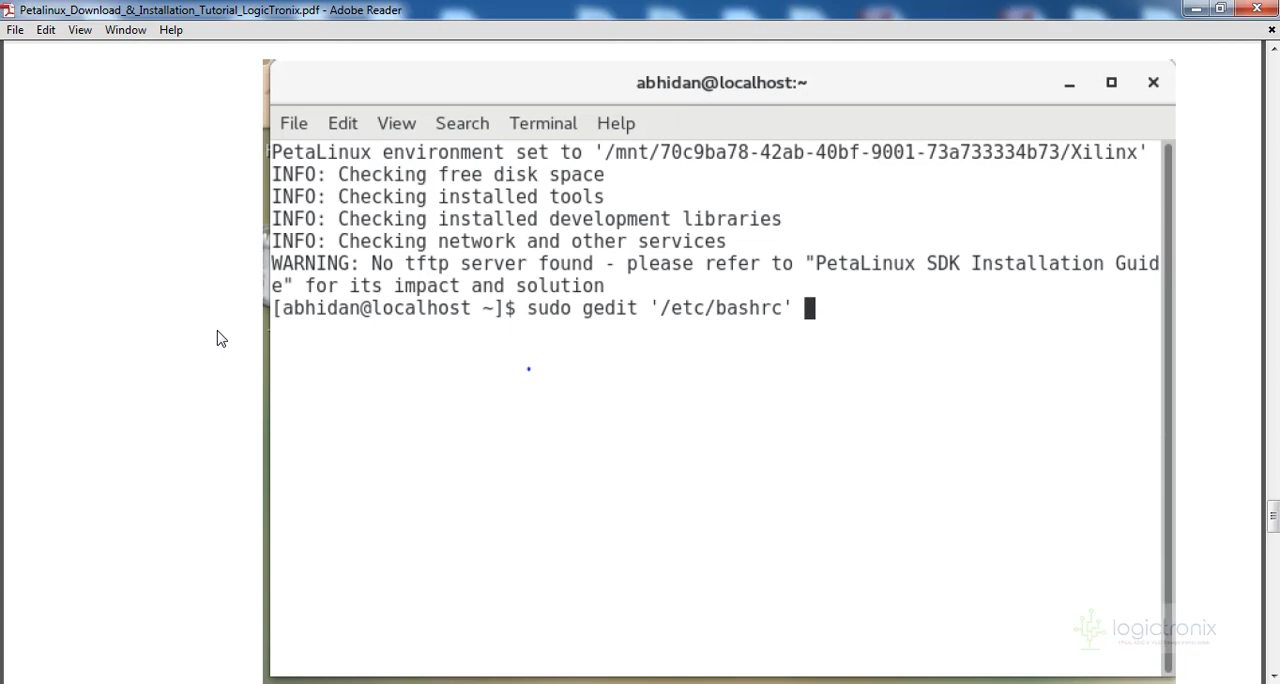 Petalinux_Download_&_Installation_Tutorial_LogicTronix.pdf - Adobe Reader
File Edit View Window Help
abhidan@localhost:~
File Edit View Search Terminal Help
PetaLinux environment set to '/mnt/70c9ba78-42ab-40bf-9001-73a733334b73/Xilinx'
INFO: Checking free disk space
INFO: Checking installed tools
INFO: Checking installed development libraries
INFO: Checking network and other services
WARNING: No tftp server found - please refer to "PetaLinux SDK Installation Guid
e" for its impact and solution
[abhidan@localhost ~]$ sudo gedit '/etc/bashrc'
logictronix